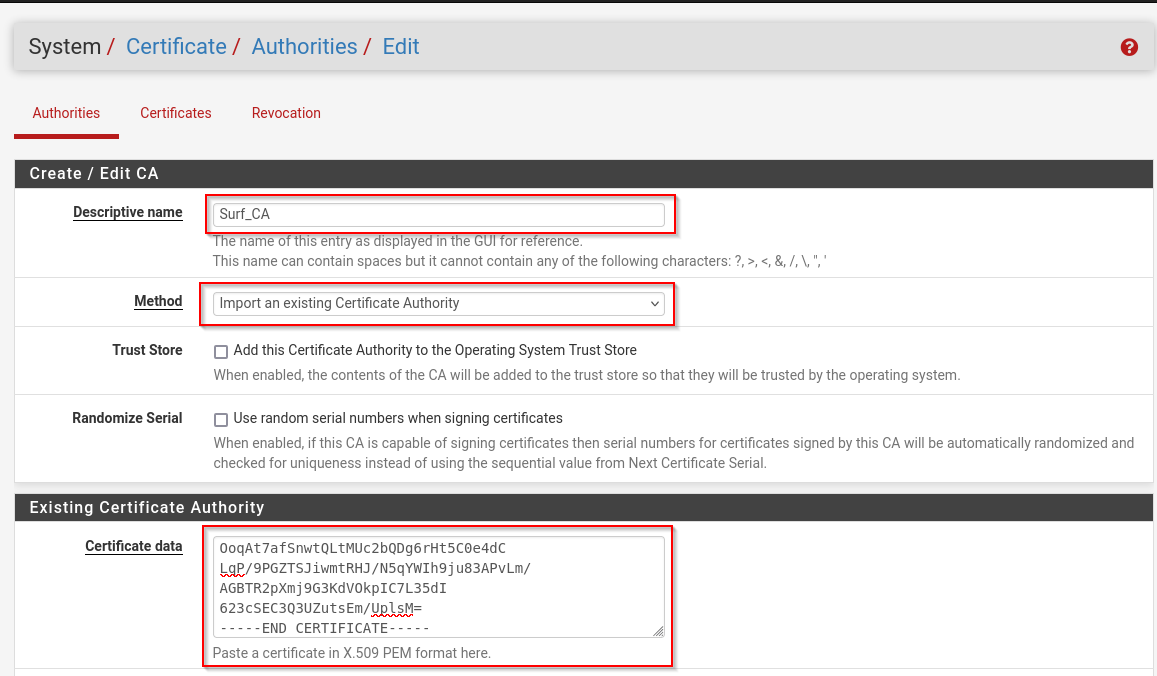 System / Certificate / Authorities / Edit
Authorities Certificates Revocation
Create / Edit CA
Descriptive name
Surf_CA
The name of this entry as displayed in the GUI for reference.
This name can contain spaces but it cannot contain any of the following characters: ?, >, <, &, /, \, ", '
Method
Import an existing Certificate Authority
Trust Store
Add this Certificate Authority to the Operating System Trust Store
When enabled, the contents of the CA will be added to the trust store so that they will be trusted by the operating system.
Randomize Serial
Use random serial numbers when signing certificates
When enabled, if this CA is capable of signing certificates then serial numbers for certificates signed by this CA will be automatically randomized and
checked for uniqueness instead of using the sequential value from Next Certificate Serial.
Existing Certificate Authority
Certificate data
OoqAt7afSnwtQLtMUc2bQDg6rHt5C0e4dC
LqP/9PGZTSJiwmtRHJ/N5qYWIh9ju83APvLm/
AGBTR2pXmj9G3KdVOkpIC7L35dI
623cSEC3Q3UZutsEm/UplsM=
-----END CERTIFICATE-----
Paste a certificate in X.509 PEM format here.